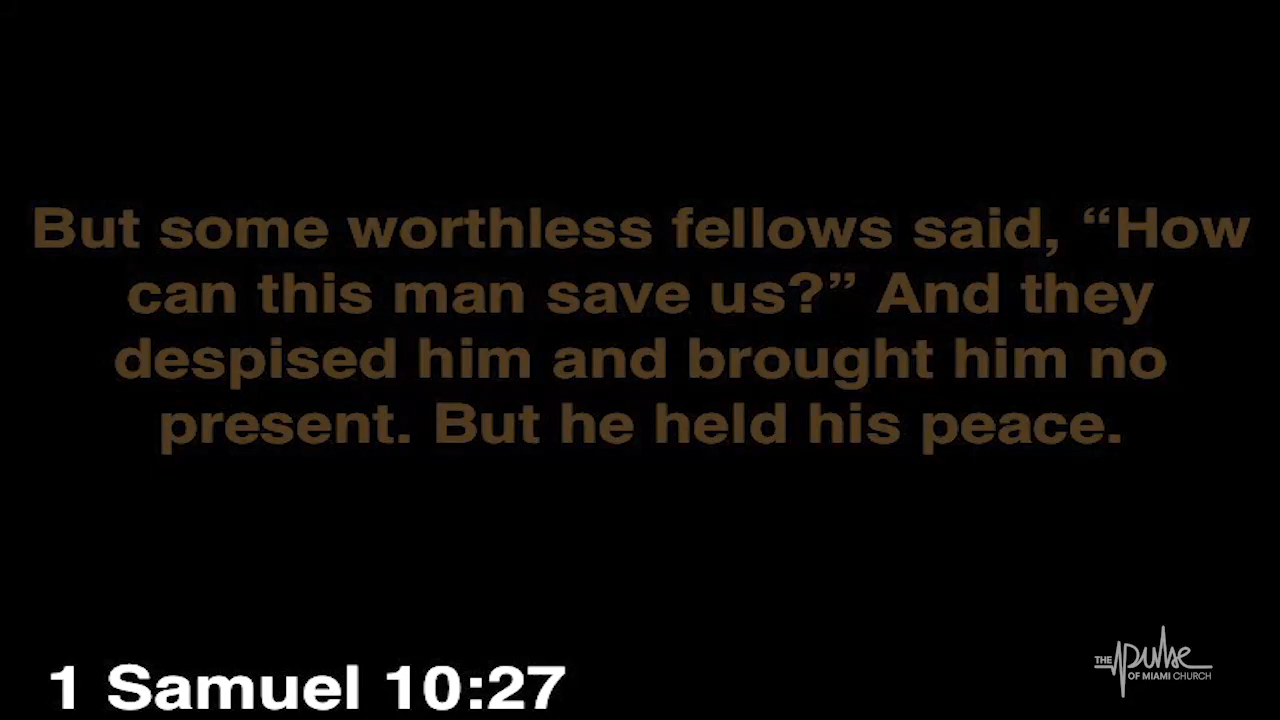 But some worthless fellows said, “How
can this man save us?” And they
despised him and brought him no
present. But he held his peace.
1 Samuel 10:27
THE pulse
OF MIAMI CHURCH